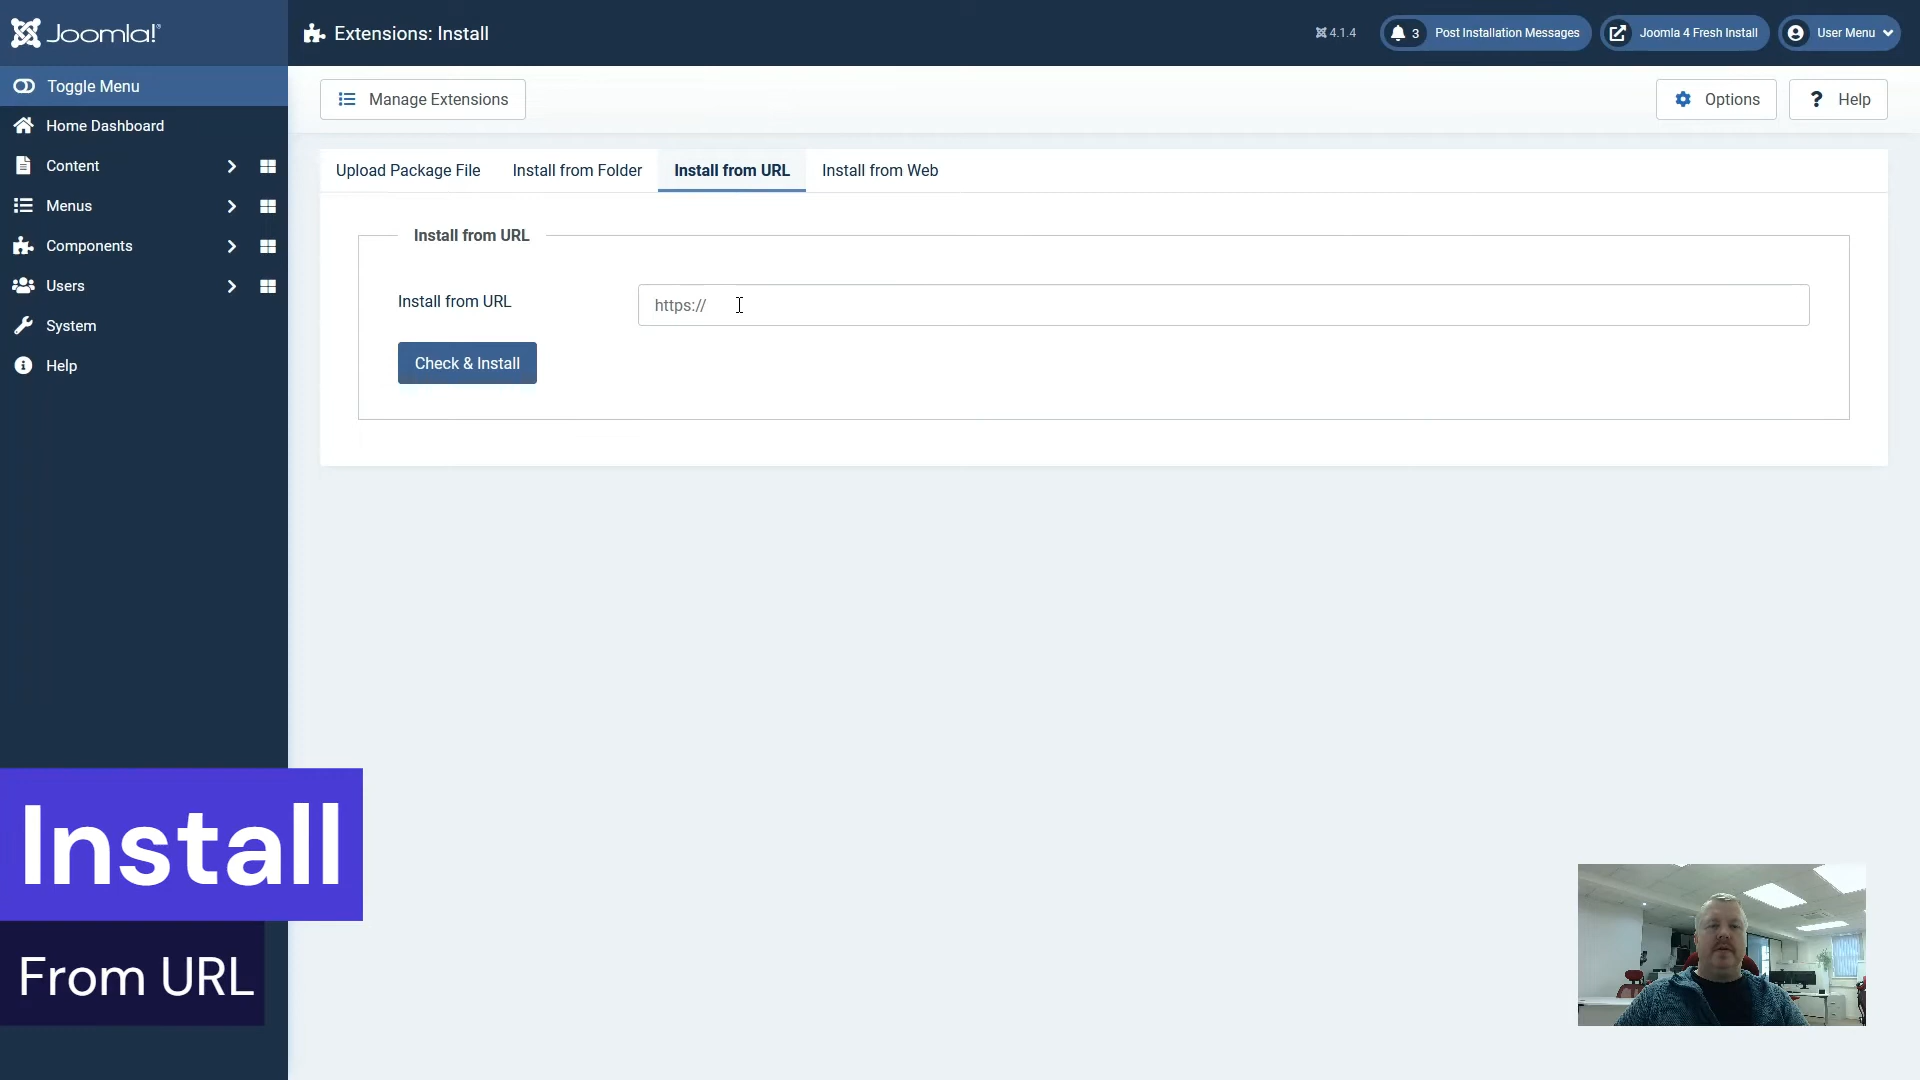 Joomla!
Extensions: Install
4.1.4
3
Post Installation Messages
Joomla 4 Fresh Install
User Menu
Toggle Menu
Home Dashboard
Content
Menus
Components
Users
System
Help
Manage Extensions
Options
? Help
Upload Package File
Install from Folder
Install from URL
Install from Web
Install from URL
Install from URL
https://
Check & Install
Install
From URL